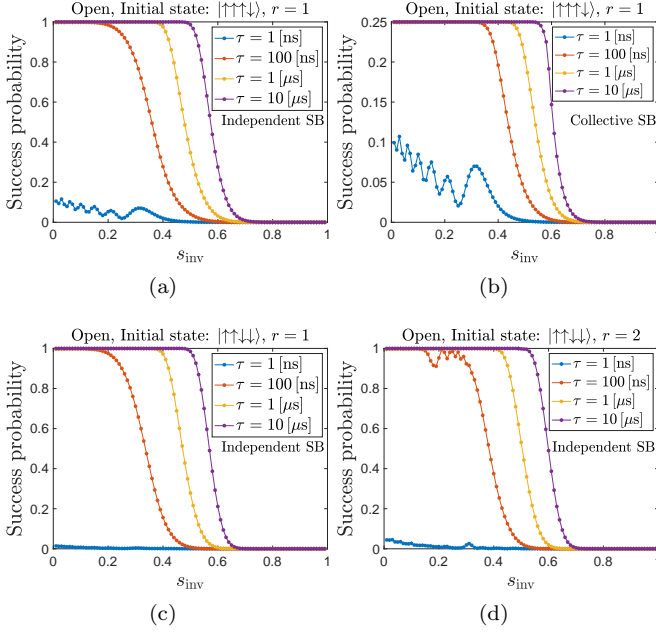 Open, Initial state: |↑↑↑↓⟩, r = 1
Success probability
1
0.8
0.6
0.4
0.2
0
τ = 1 [ns]
τ = 100 [ns]
τ = 1 [μs]
τ = 10 [μs]
Independent SB
0 0.2 0.4 0.6 0.8 1
s_inv
(a)
Open, Initial state: |↑↑↑↓⟩, r = 1
Success probability
0.25
0.2
0.15
0.1
0.05
0
τ = 1 [ns]
τ = 100 [ns]
τ = 1 [μs]
τ = 10 [μs]
Collective SB
0 0.2 0.4 0.6 0.8 1
s_inv
(b)
Open, Initial state: |↑↑↓↓⟩, r = 1
Success probability
1
0.8
0.6
0.4
0.2
0
τ = 1 [ns]
τ = 100 [ns]
τ = 1 [μs]
τ = 10 [μs]
Independent SB
0 0.2 0.4 0.6 0.8 1
s_inv
(c)
Open, Initial state: |↑↑↓↓⟩, r = 2
Success probability
1
0.8
0.6
0.4
0.2
0
τ = 1 [ns]
τ = 100 [ns]
τ = 1 [μs]
τ = 10 [μs]
Independent SB
0 0.2 0.4 0.6 0.8 1
s_inv
(d)